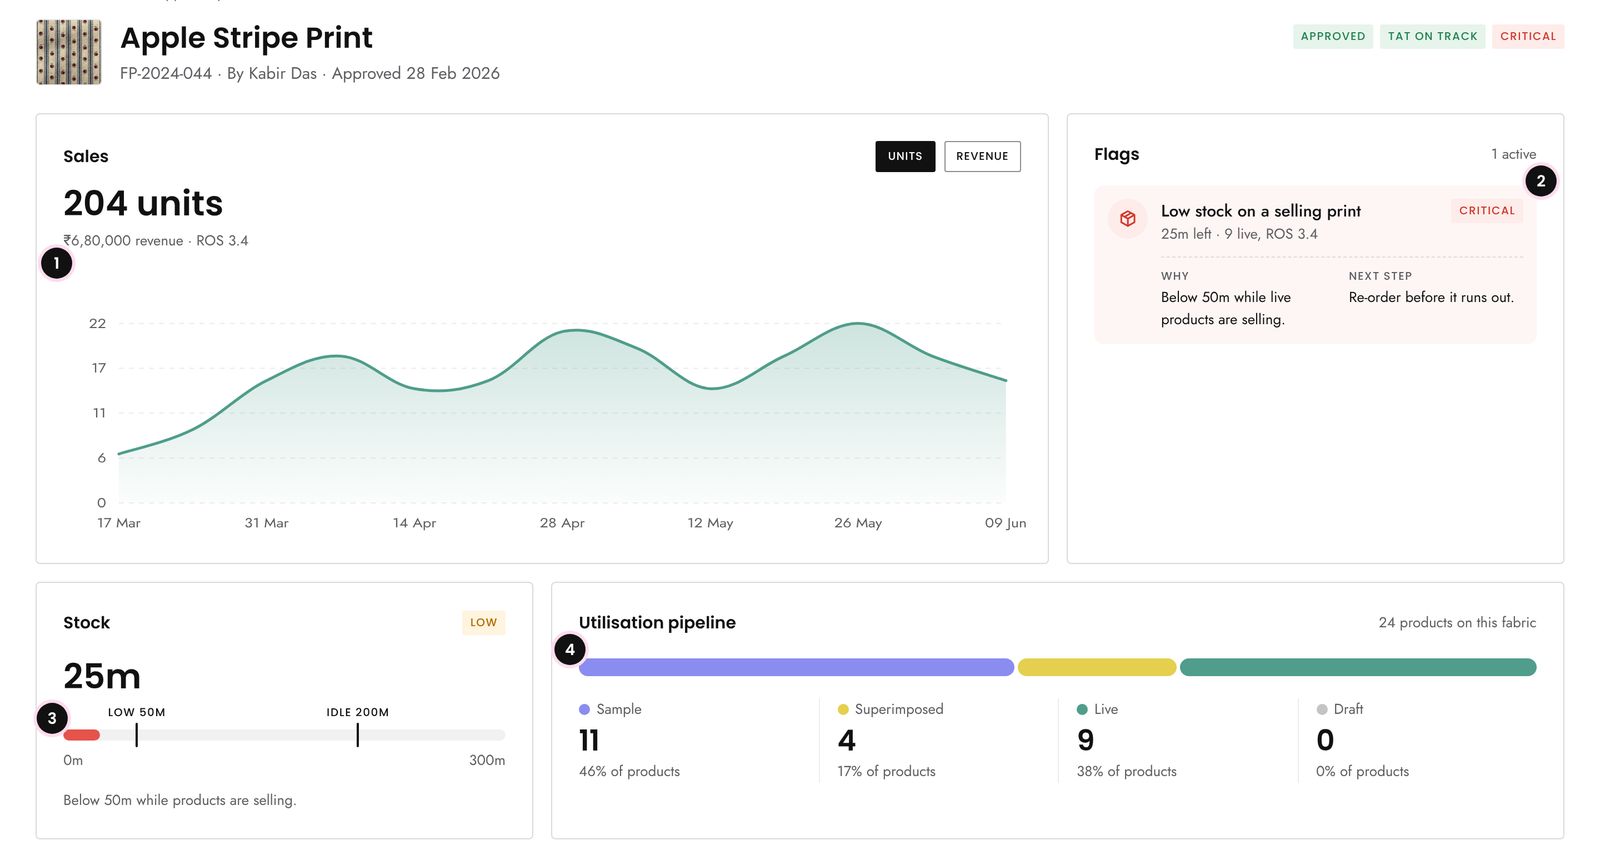 Apple Stripe Print
FP-2024-044 · By Kabir Das · Approved 28 Feb 2026
APPROVED
TAT ON TRACK
CRITICAL
Sales
UNITS
REVENUE
204 units
₹6,80,000 revenue · ROS 3.4
1
22
17
11
6
0
17 Mar
31 Mar
14 Apr
28 Apr
12 May
26 May
09 Jun
Flags
1 active
2
Low stock on a selling print
CRITICAL
25m left · 9 live, ROS 3.4
WHY
Below 50m while live
products are selling.
NEXT STEP
Re-order before it runs out.
Stock
LOW
25m
3
LOW 50M
IDLE 200M
0m
300m
Below 50m while products are selling.
Utilisation pipeline
24 products on this fabric
4
Sample
11
46% of products
Superimposed
4
17% of products
Live
9
38% of products
Draft
0
0% of products